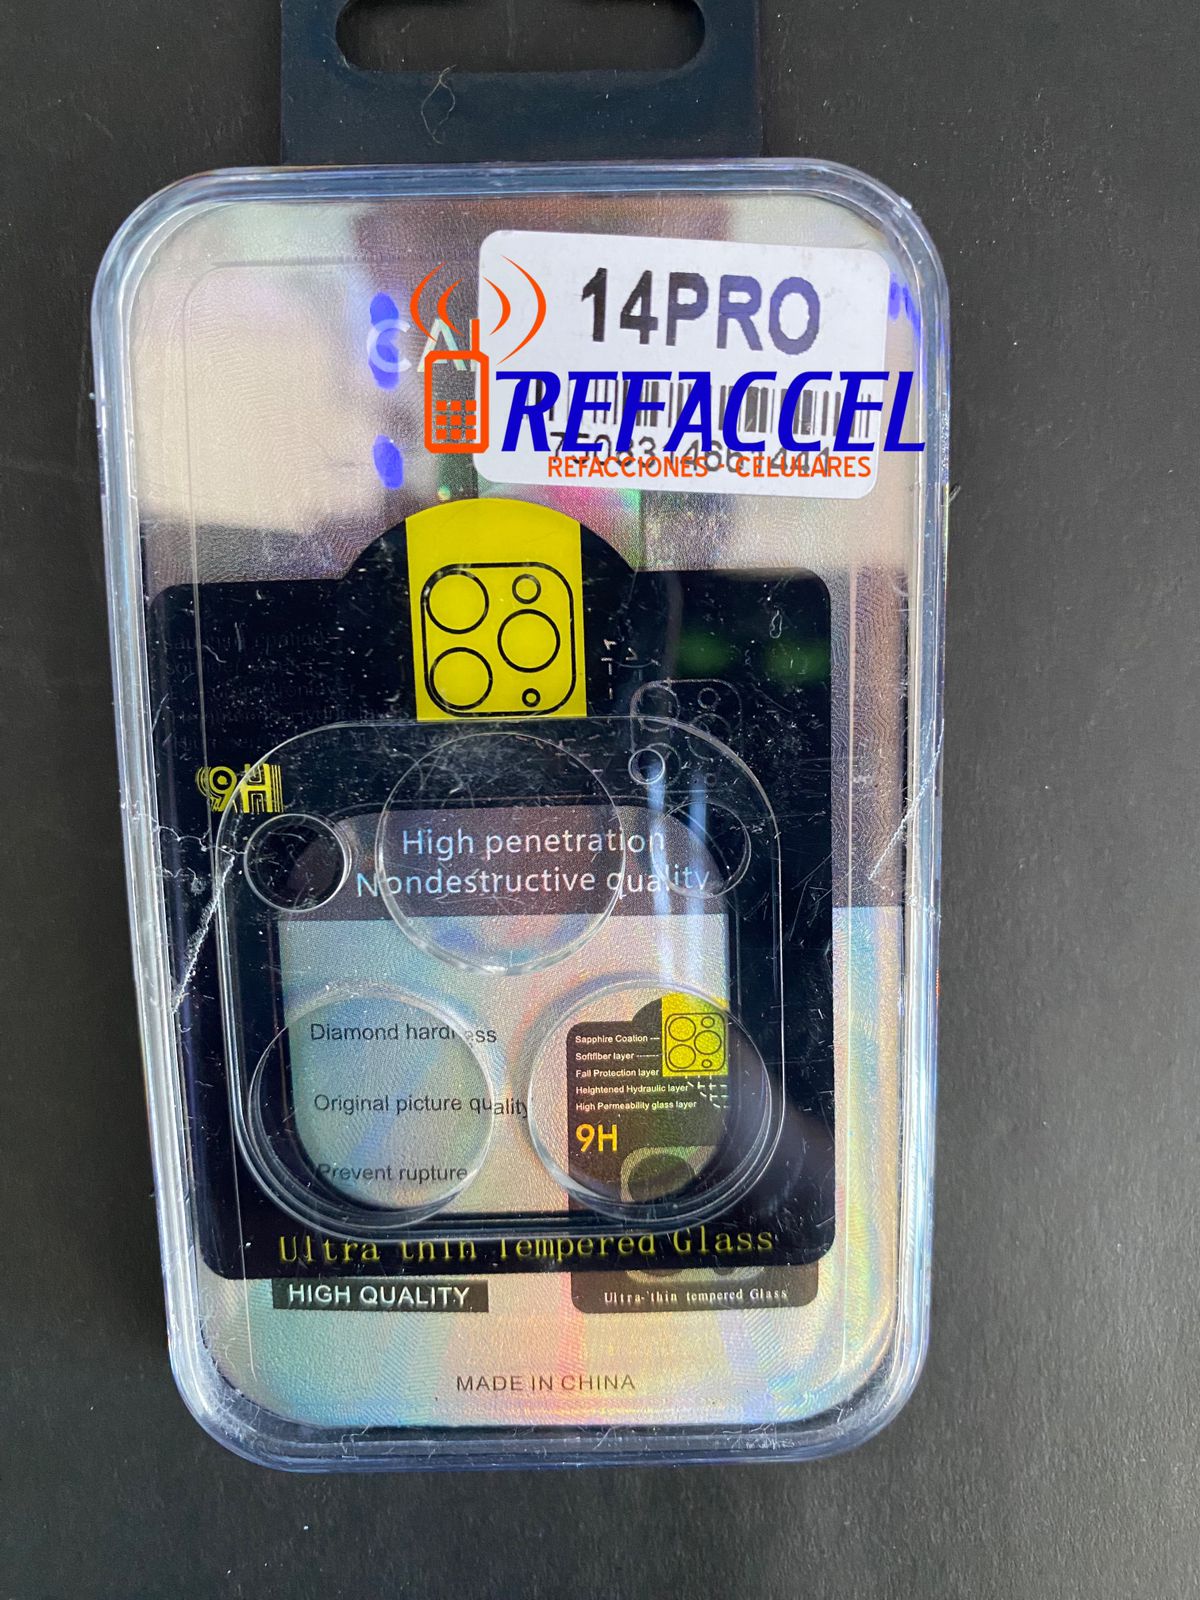 14PRO
CA
REFACCEL
REFACCIONES - CELULARES
9H
High penetration
Nondestructive quality
Diamond hardness
Original picture quality
Prevent rupture
Sapphire Coation
Softfiber layer
Fall Protection layer
Heightened Hydraulic layer
High Permeability glass layer
9H
Ultra thin Tempered Glass
HIGH QUALITY
Ultra-thin tempered Glass
MADE IN CHINA